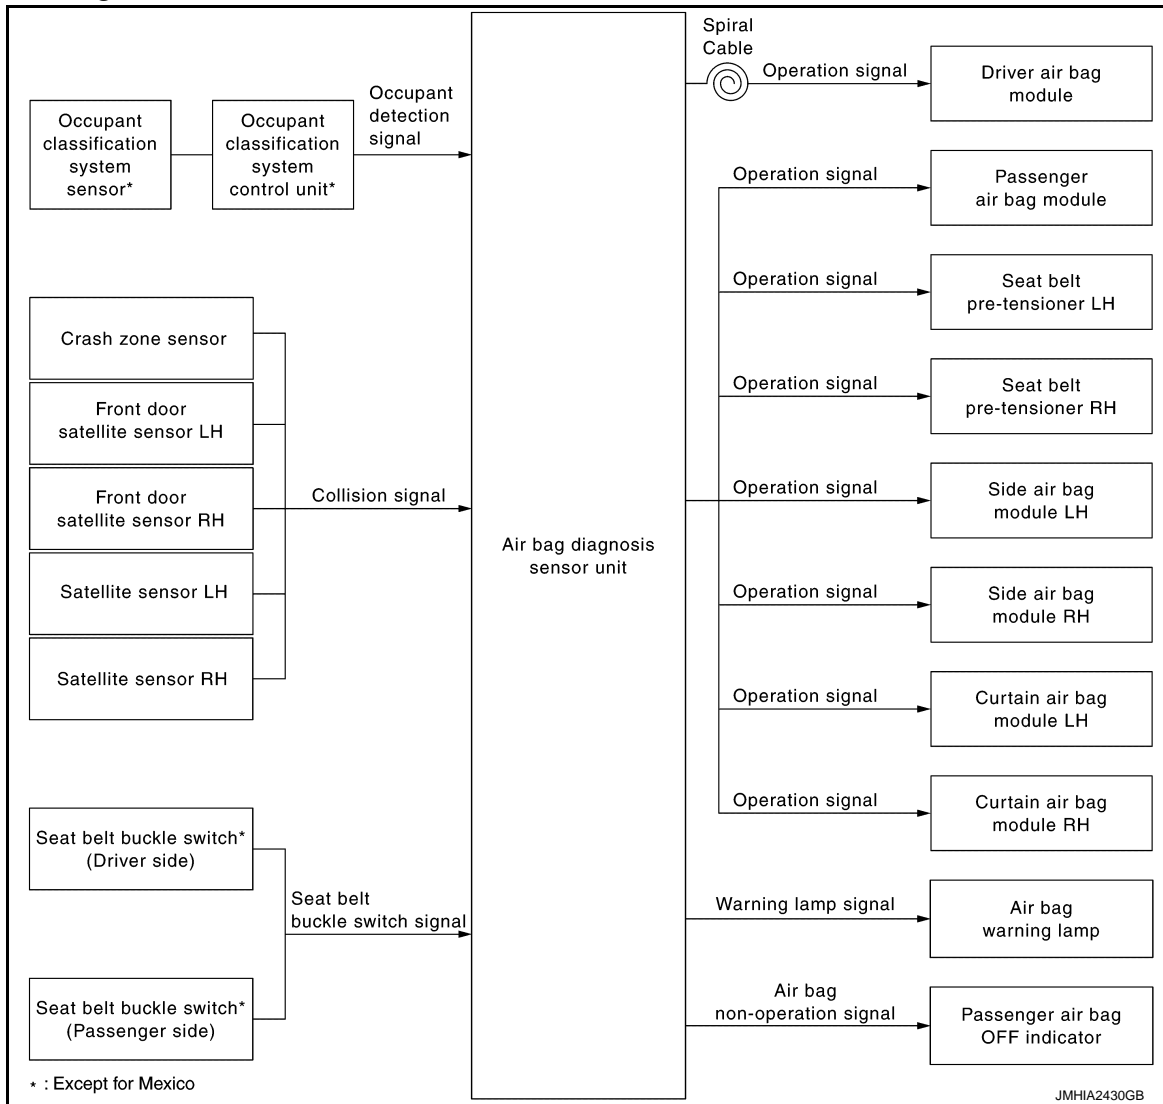 Spiral
Cable
Operation signal
Driver air bag
module
Occupant
classification
system
sensor*
Occupant
classification
system
control unit*
Occupant
detection
signal
Operation signal
Passenger
air bag module
Operation signal
Seat belt
pre-tensioner LH
Crash zone sensor
Operation signal
Seat belt
pre-tensioner RH
Front door
satellite sensor LH
Front door
satellite sensor RH
Collision signal
Operation signal
Side air bag
module LH
Air bag diagnosis
sensor unit
Satellite sensor LH
Operation signal
Side air bag
module RH
Satellite sensor RH
Operation signal
Curtain air bag
module LH
Operation signal
Curtain air bag
module RH
Seat belt buckle switch*
(Driver side)
Seat belt
buckle switch signal
Warning lamp signal
Air bag
warning lamp
Seat belt buckle switch*
(Passenger side)
Air bag
non-operation signal
Passenger air bag
OFF indicator
* : Except for Mexico
JMHIA2430GB